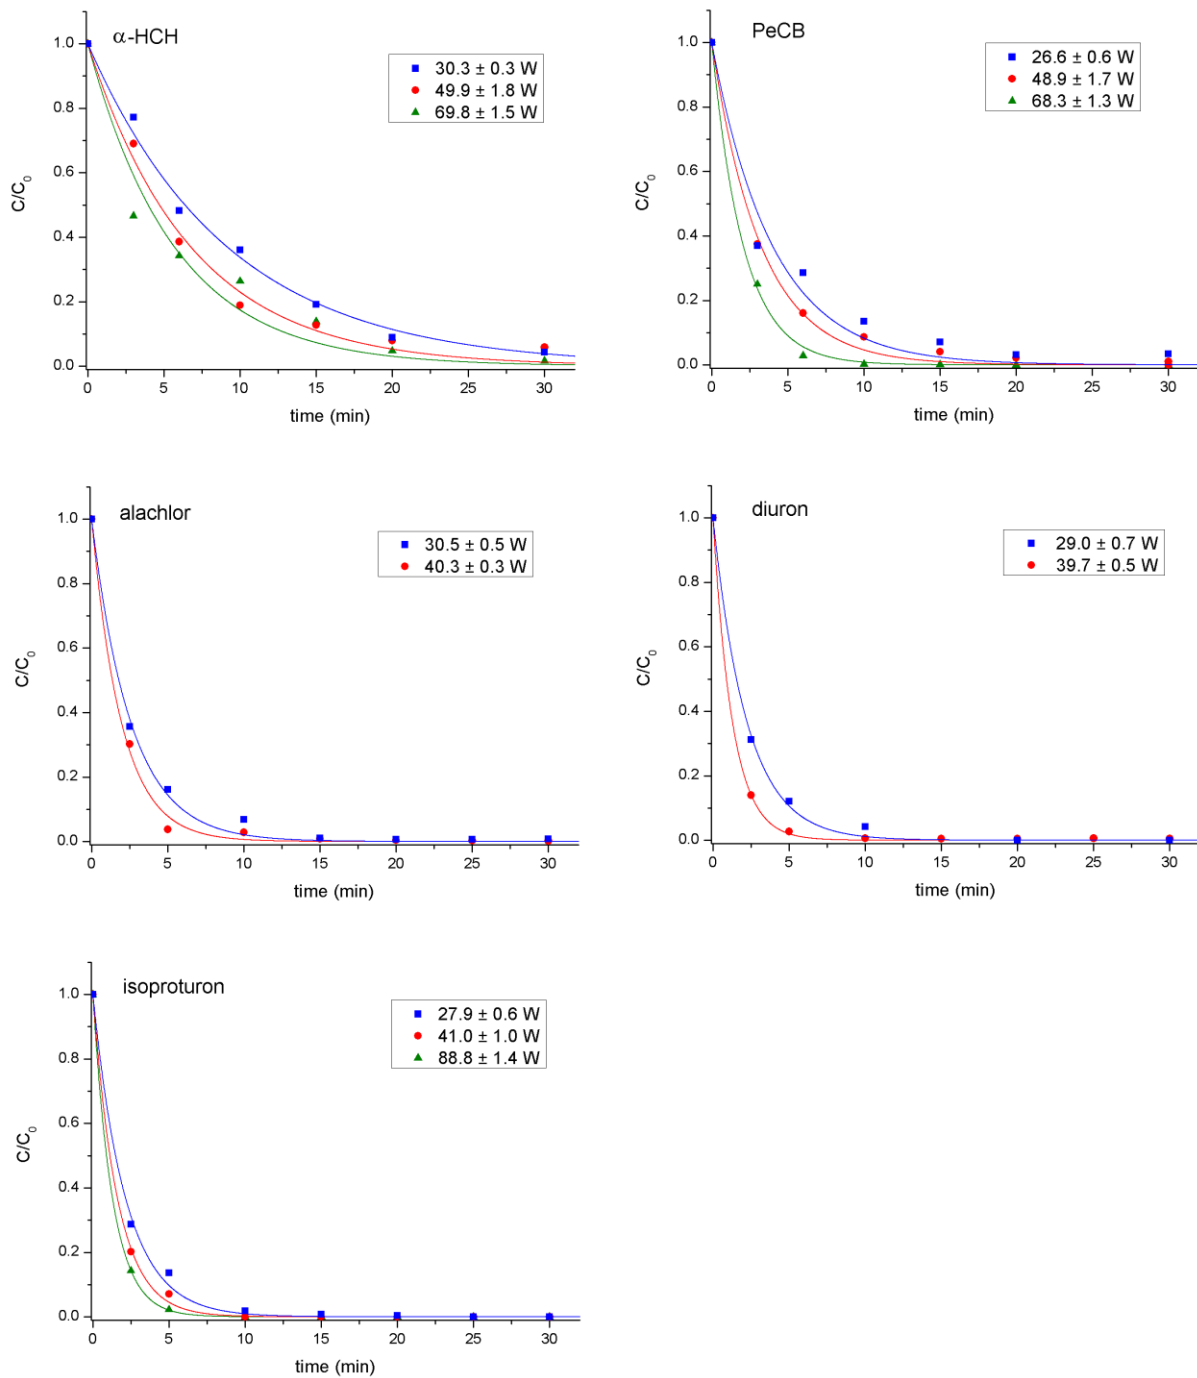 α-HCH
30.3 ± 0.3 W
49.9 ± 1.8 W
69.8 ± 1.5 W
1.0
0.8
0.6
0.4
0.2
0.0
C/C₀
0 5 10 15 20 25 30
time (min)
PeCB
26.6 ± 0.6 W
48.9 ± 1.7 W
68.3 ± 1.3 W
1.0
0.8
0.6
0.4
0.2
0.0
C/C₀
0 5 10 15 20 25 30
time (min)
alachlor
30.5 ± 0.5 W
40.3 ± 0.3 W
1.0
0.8
0.6
0.4
0.2
0.0
C/C₀
0 5 10 15 20 25 30
time (min)
diuron
29.0 ± 0.7 W
39.7 ± 0.5 W
1.0
0.8
0.6
0.4
0.2
0.0
C/C₀
0 5 10 15 20 25 30
time (min)
isoproturon
27.9 ± 0.6 W
41.0 ± 1.0 W
88.8 ± 1.4 W
1.0
0.8
0.6
0.4
0.2
0.0
C/C₀
0 5 10 15 20 25 30
time (min)